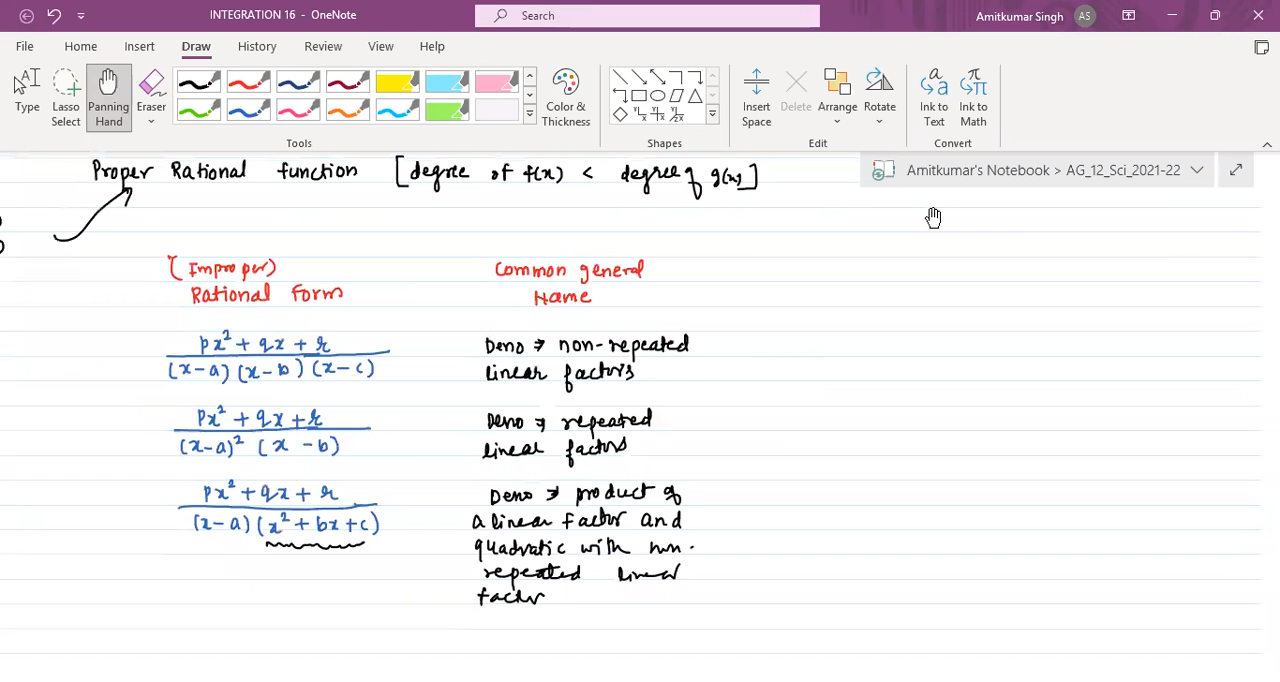 INTEGRATION 16 - OneNote
Search
Amitkumar Singh
AS
File Home Insert Draw History Review View Help
Type
Lasso Select
Panning Hand
Eraser
Color & Thickness
Insert Space
Delete
Arrange
Rotate
Ink to Text
Ink to Math
Tools
Shapes
Edit
Convert
Amitkumar's Notebook > AG_12_Sci_2021-22
Proper Rational function [degree of f(x) < degree of g(x)]
(Improper)
Rational Form
Common general
Name
px² + qx + r
(x-a) (x-b) (x-c)
Deno → non-repeated
linear factors
px² + qx + r
(x-a)² (x - b)
Deno → repeated
linear factors
px² + qx + r
(x-a) (x² + bx + c)
Deno → product of
a linear factor and
quadratic with non-
repeated linear
factor